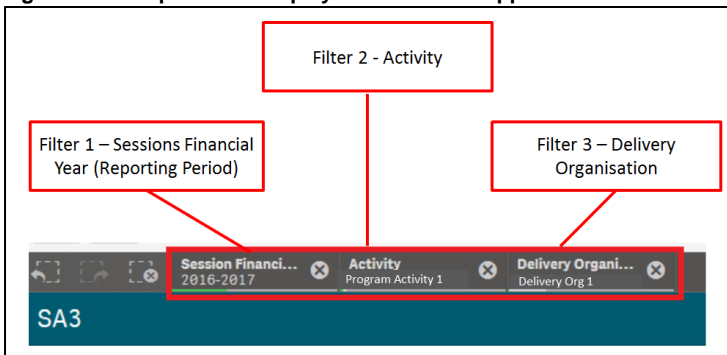 Filter 2 - Activity
Filter 1 – Sessions Financial
Year (Reporting Period)
Filter 3 – Delivery
Organisation
Session Financi...
2016-2017
Activity
Program Activity 1
Delivery Organi...
Delivery Org 1
SA3